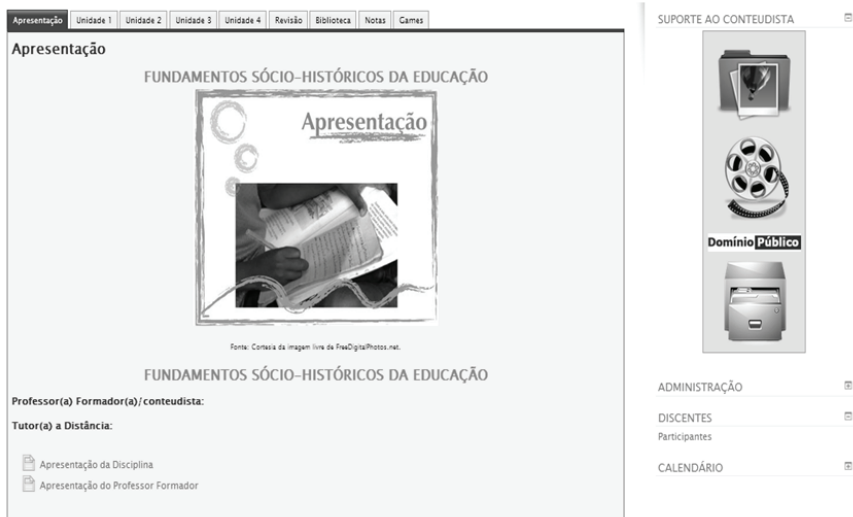 Apresentação Unidade 1 Unidade 2 Unidade 3 Unidade 4 Revisão Biblioteca Notas Games
Apresentação
FUNDAMENTOS SÓCIO-HISTÓRICOS DA EDUCAÇÃO
Apresentação
Fonte: Cortesia da imagem livre de FreeDigitalPhotos.net.
FUNDAMENTOS SÓCIO-HISTÓRICOS DA EDUCAÇÃO
Professor(a) Formador(a)/conteudista:
Tutor(a) a Distância:
Apresentação da Disciplina
Apresentação do Professor Formador
SUPORTE AO CONTEUDISTA
Domínio Público
ADMINISTRAÇÃO
DISCENTES
Participantes
CALENDÁRIO